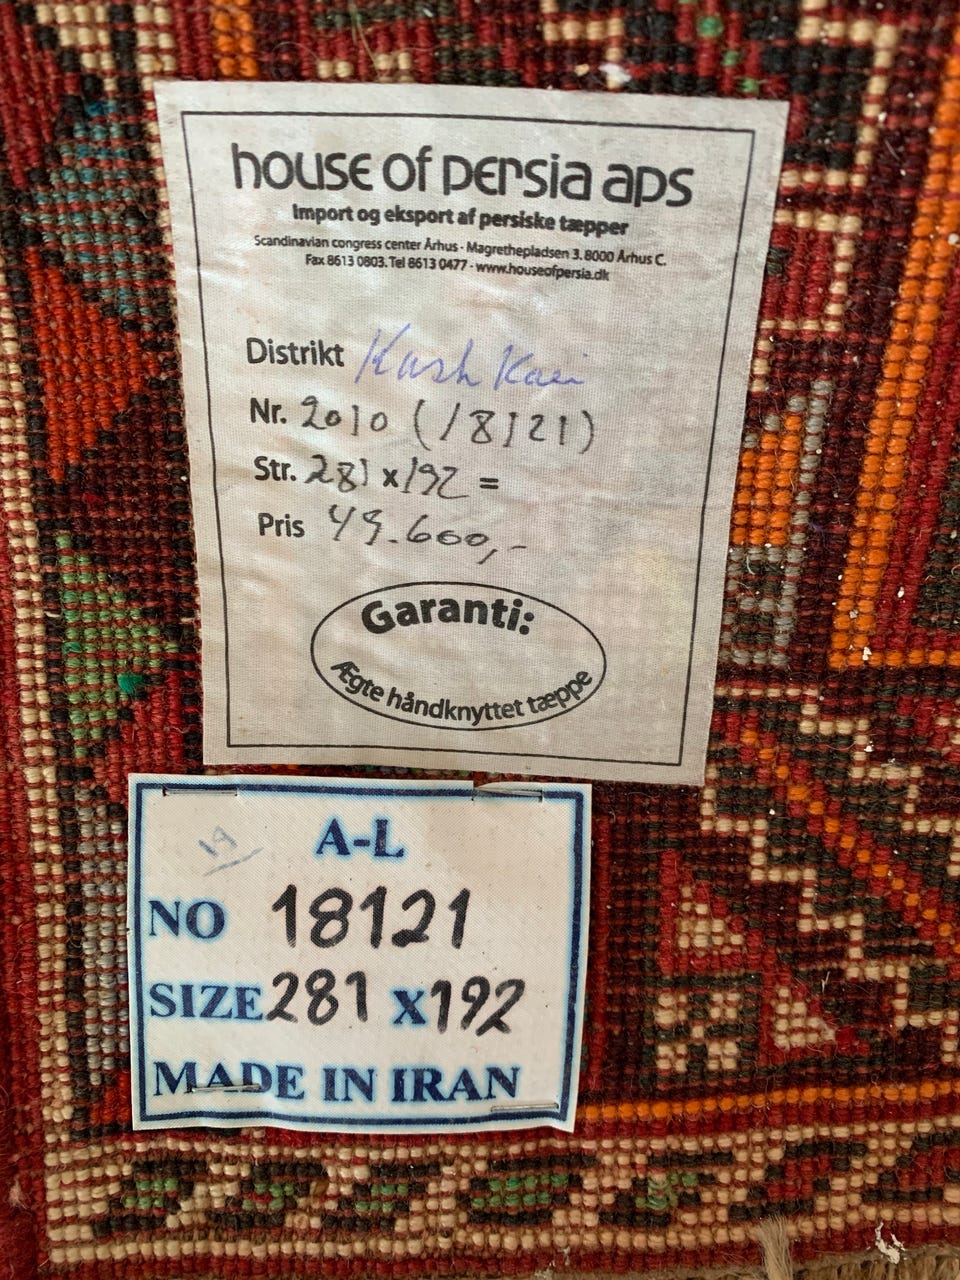 House of Persia aps
Import og eksport af persiske tæpper
Scandinavian congress center Århus - Magrethepladsen 3. 8000 Århus C.
Fax 8613 0803. Tel 8613 0477 - www.houseofpersia.dk
Distrikt Kash Kai
Nr. 2010 (18121)
Str. 281 x 192 =
Pris 49.600,-
Garanti:
Ægte håndknyttet tæppe
19
A-L
NO 18121
SIZE 281 X 192
MADE IN IRAN